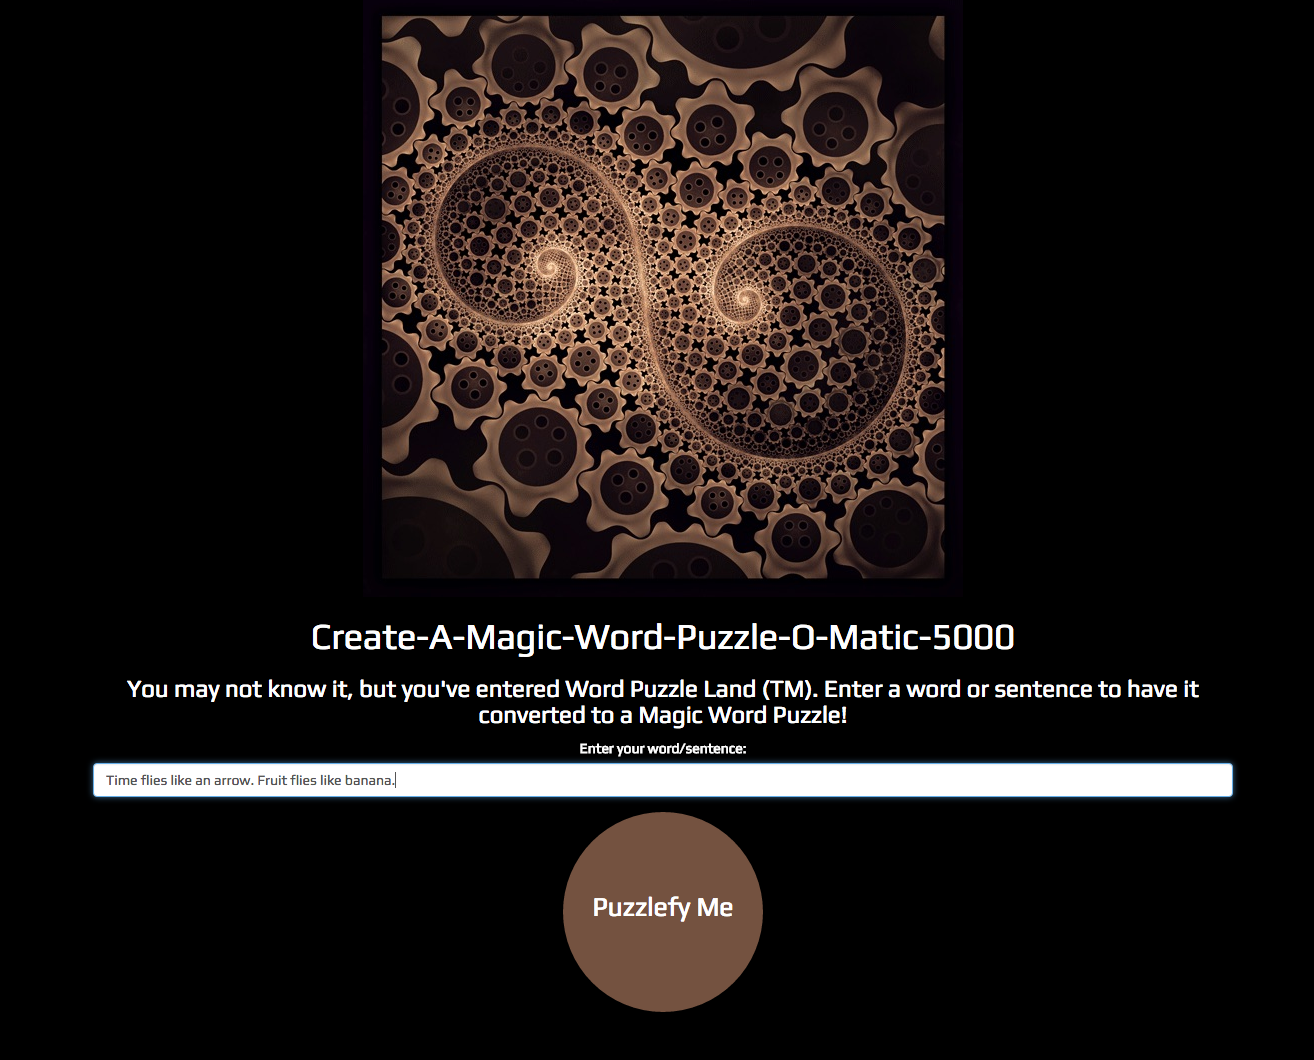 Create-A-Magic-Word-Puzzle-O-Matic-5000
You may not know it, but you've entered Word Puzzle Land (TM). Enter a word or sentence to have it
converted to a Magic Word Puzzle!
Enter your word/sentence:
Time flies like an arrow. Fruit flies like banana.
Puzzlefy Me